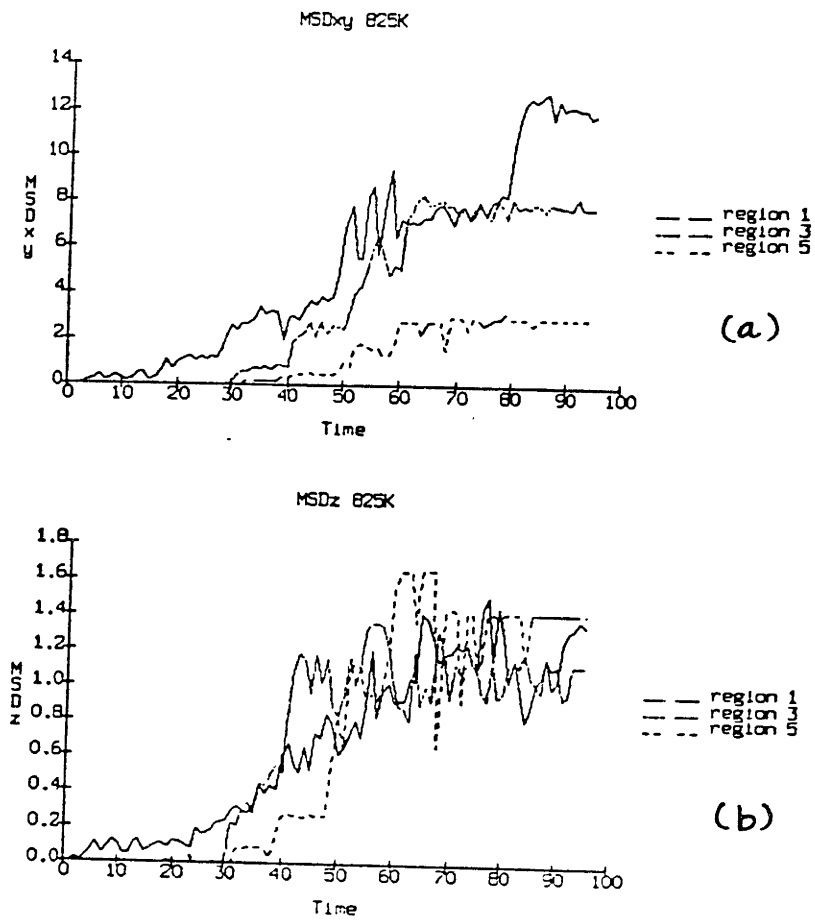 MSDxy 825K
14
12
10
8
6
4
2
0
MSDxy
0 10 20 30 40 50 60 70 80 90 100
Time
region 1
region 3
region 5
(a)
MSDz 825K
1.8
1.6
1.4
1.2
1.0
0.8
0.6
0.4
0.2
0.0
MSDz
0 10 20 30 40 50 60 70 80 90 100
Time
region 1
region 3
region 5
(b)